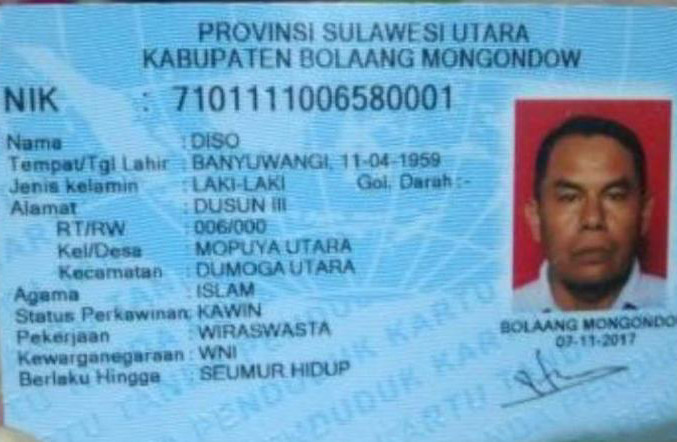 PROVINSI SULAWESI UTARA
KABUPATEN BOLAANG MONGONDOW
NIK : 7101111006580001
Nama : DISO
Tempat/Tgl Lahir : BANYUWANGI, 11-04-1959
Jenis kelamin : LAKI-LAKI Gol. Darah :-
Alamat : DUSUN III
RT/RW : 006/000
Kel/Desa : MOPUYA UTARA
Kecamatan : DUMOGA UTARA
Agama : ISLAM
Status Perkawinan: KAWIN
Pekerjaan : WIRASWASTA
Kewarganegaraan : WNI
Berlaku Hingga : SEUMUR HIDUP
BOLAANG MONGONDO
07-11-2017